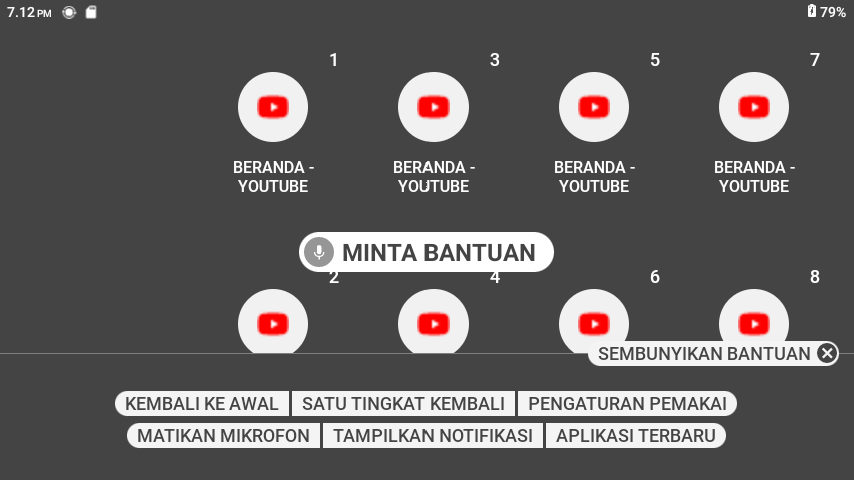 7.12 PM 79%
1 3 5 7
BERANDA - BERANDA - BERANDA - BERANDA -
YOUTUBE YOUTUBE YOUTUBE YOUTUBE
MINTA BANTUAN
2 4 6 8
SEMBUNYIKAN BANTUAN
KEMBALI KE AWAL SATU TINGKAT KEMBALI PENGATURAN PEMAKAI
MATIKAN MIKROFON TAMPILKAN NOTIFIKASI APLIKASI TERBARU